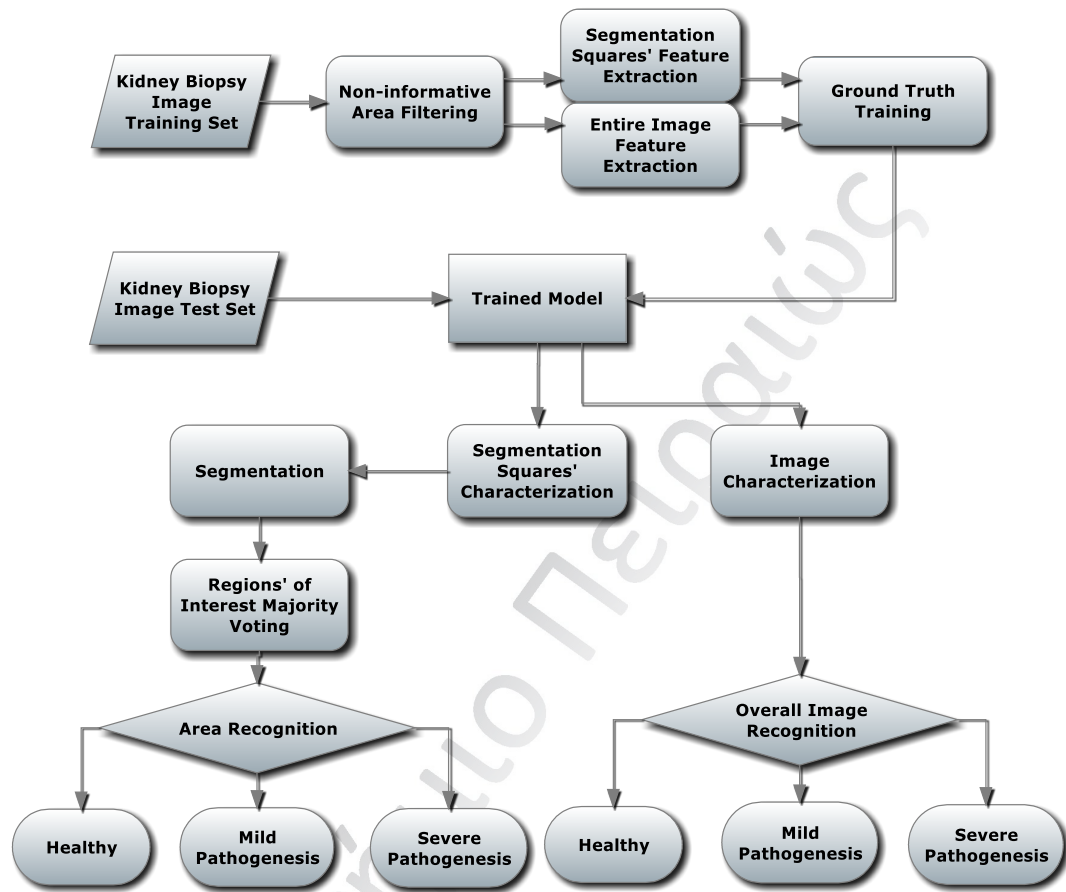 Kidney Biopsy
Image
Training Set
Non-informative
Area Filtering
Segmentation
Squares' Feature
Extraction
Entire Image
Feature
Extraction
Ground Truth
Training
Kidney Biopsy
Image Test Set
Trained Model
Segmentation
Segmentation
Squares'
Characterization
Image
Characterization
Regions' of
Interest Majority
Voting
Area Recognition
Overall Image
Recognition
Healthy
Mild
Pathogenesis
Severe
Pathogenesis
Healthy
Mild
Pathogenesis
Severe
Pathogenesis
Πειραιώς